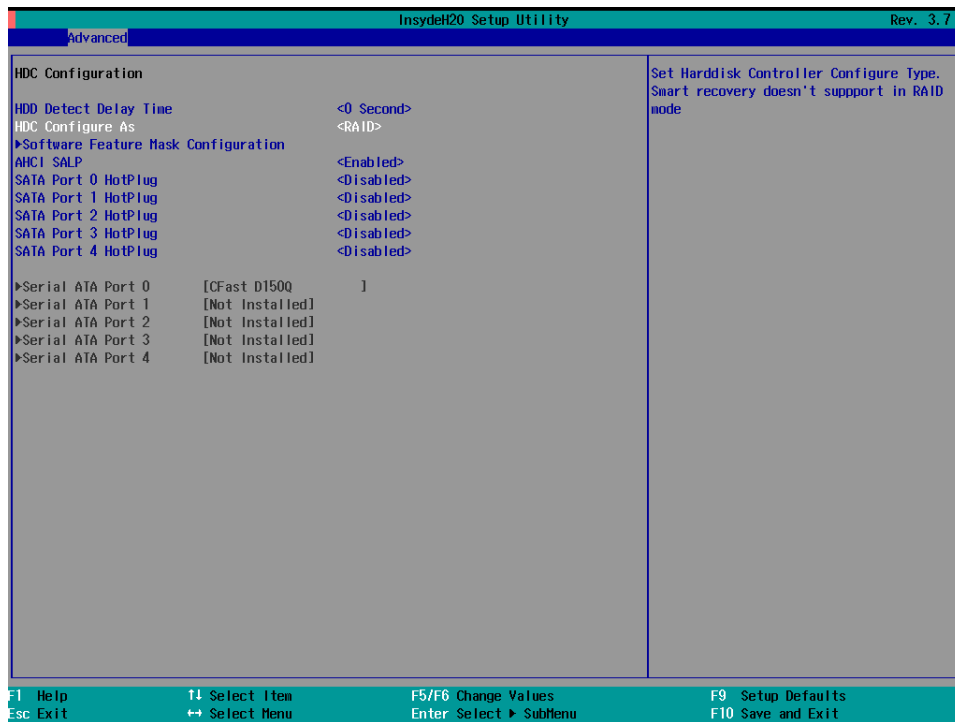 InsydeH2O Setup Utility Rev. 3.7
Advanced
HDC Configuration
HDD Detect Delay Time <0 Second>
HDC Configure As <RAID>
▶Software Feature Mask Configuration
AHCI SALP <Enabled>
SATA Port 0 HotPlug <Disabled>
SATA Port 1 HotPlug <Disabled>
SATA Port 2 HotPlug <Disabled>
SATA Port 3 HotPlug <Disabled>
SATA Port 4 HotPlug <Disabled>
▶Serial ATA Port 0 [CFast D150Q ]
▶Serial ATA Port 1 [Not Installed]
▶Serial ATA Port 2 [Not Installed]
▶Serial ATA Port 3 [Not Installed]
▶Serial ATA Port 4 [Not Installed]
Set Harddisk Controller Configure Type.
Smart recovery doesn't suppport in RAID
mode
F1 Help ↑↓ Select Item F5/F6 Change Values F9 Setup Defaults
Esc Exit ↔ Select Menu Enter Select ▶ SubMenu F10 Save and Exit